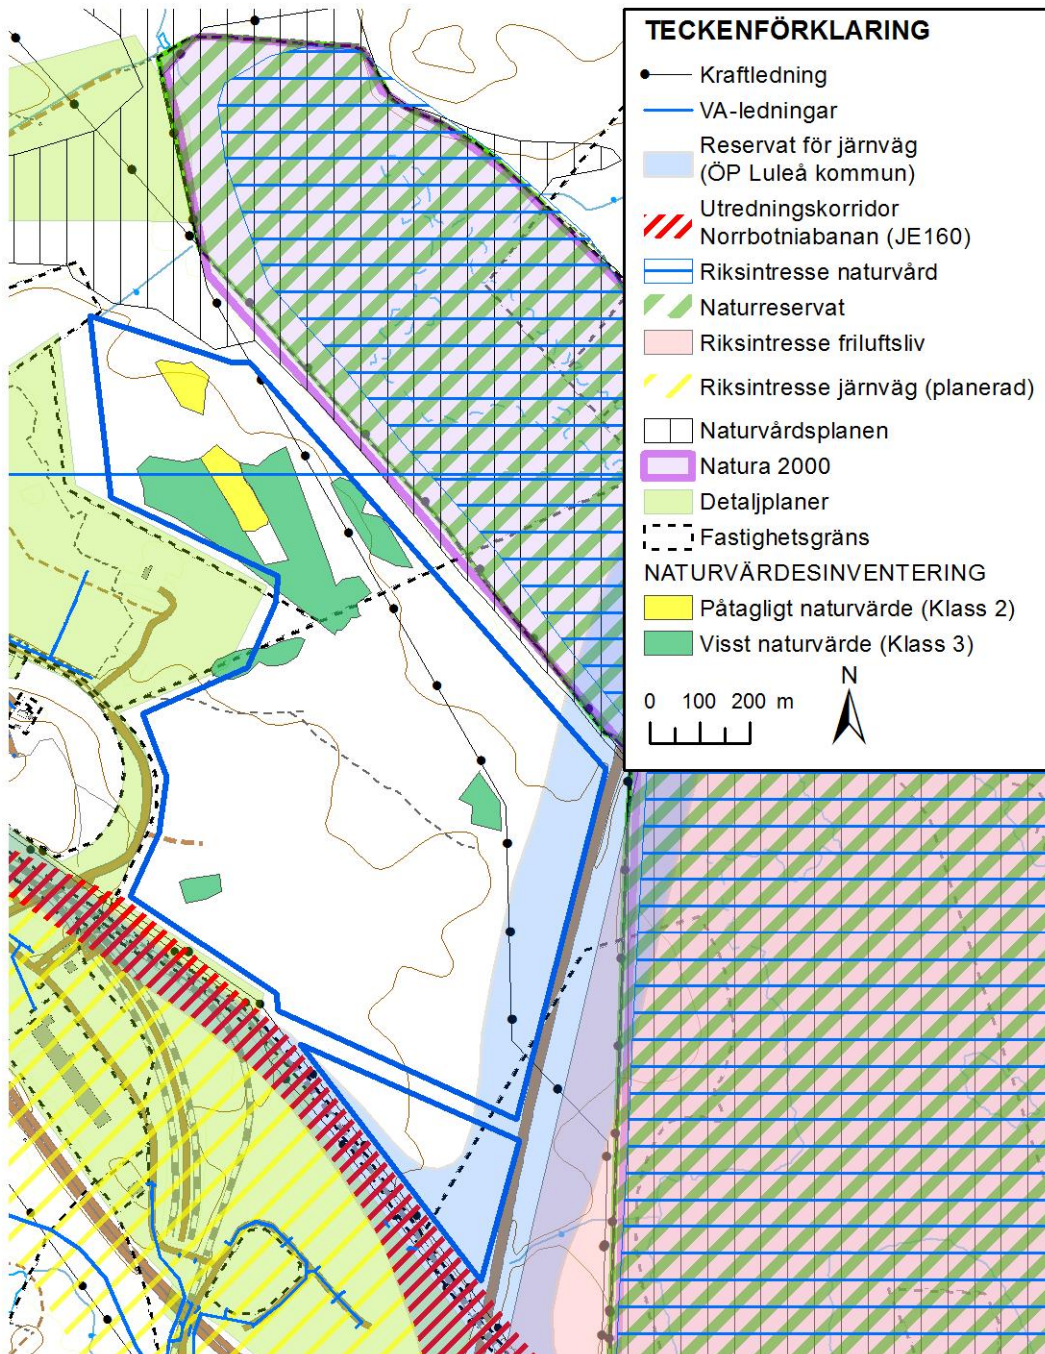 TECKENFÖRKLARING
Kraftledning
VA-ledningar
Reservat för järnväg
(ÖP Luleå kommun)
Utredningskorridor
Norrbotniabanan (JE160)
Riksintresse naturvård
Naturreservat
Riksintresse friluftsliv
Riksintresse järnväg (planerad)
Naturvårdsplanen
Natura 2000
Detaljplaner
Fastighetsgräns
NATURVÄRDESINVENTERING
Påtagligt naturvärde (Klass 2)
Visst naturvärde (Klass 3)
N
0 100 200 m